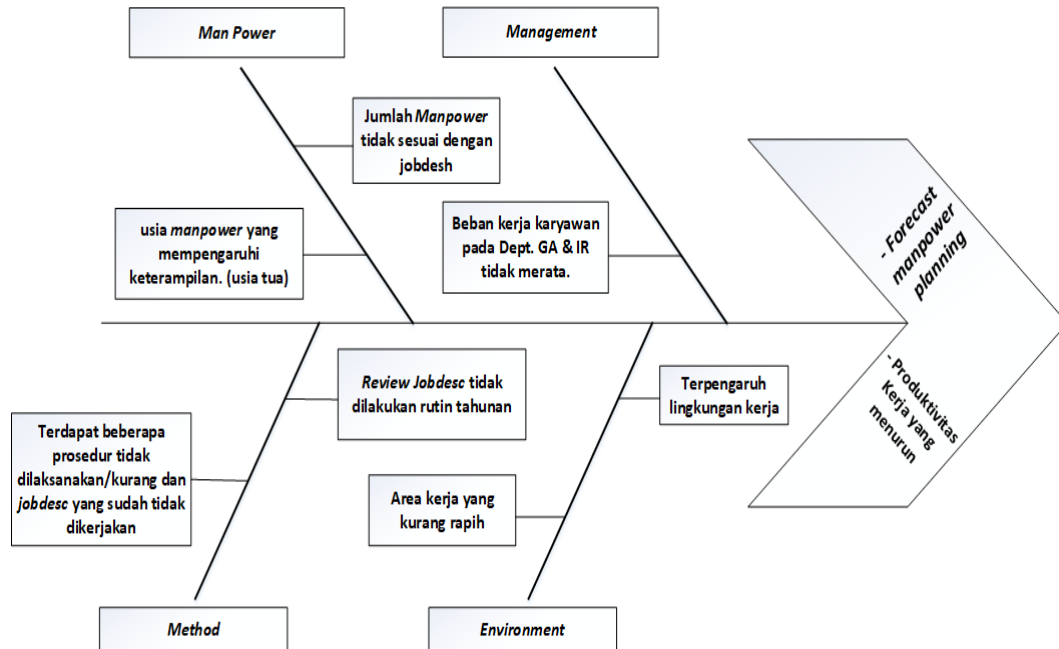 Man Power
Management
Jumlah Manpower
tidak sesuai dengan
jobdesh
usia manpower yang
mempengaruhi
keterampilan. (usia tua)
Beban kerja karyawan
pada Dept. GA & IR
tidak merata.
- Forecast
manpower
planning
- Produktivitas
Kerja yang
menurun
Review Jobdesc tidak
dilakukan rutin tahunan
Terpengaruh
lingkungan kerja
Terdapat beberapa
prosedur tidak
dilaksanakan/kurang dan
jobdesc yang sudah tidak
dikerjakan
Area kerja yang
kurang rapih
Method
Environment